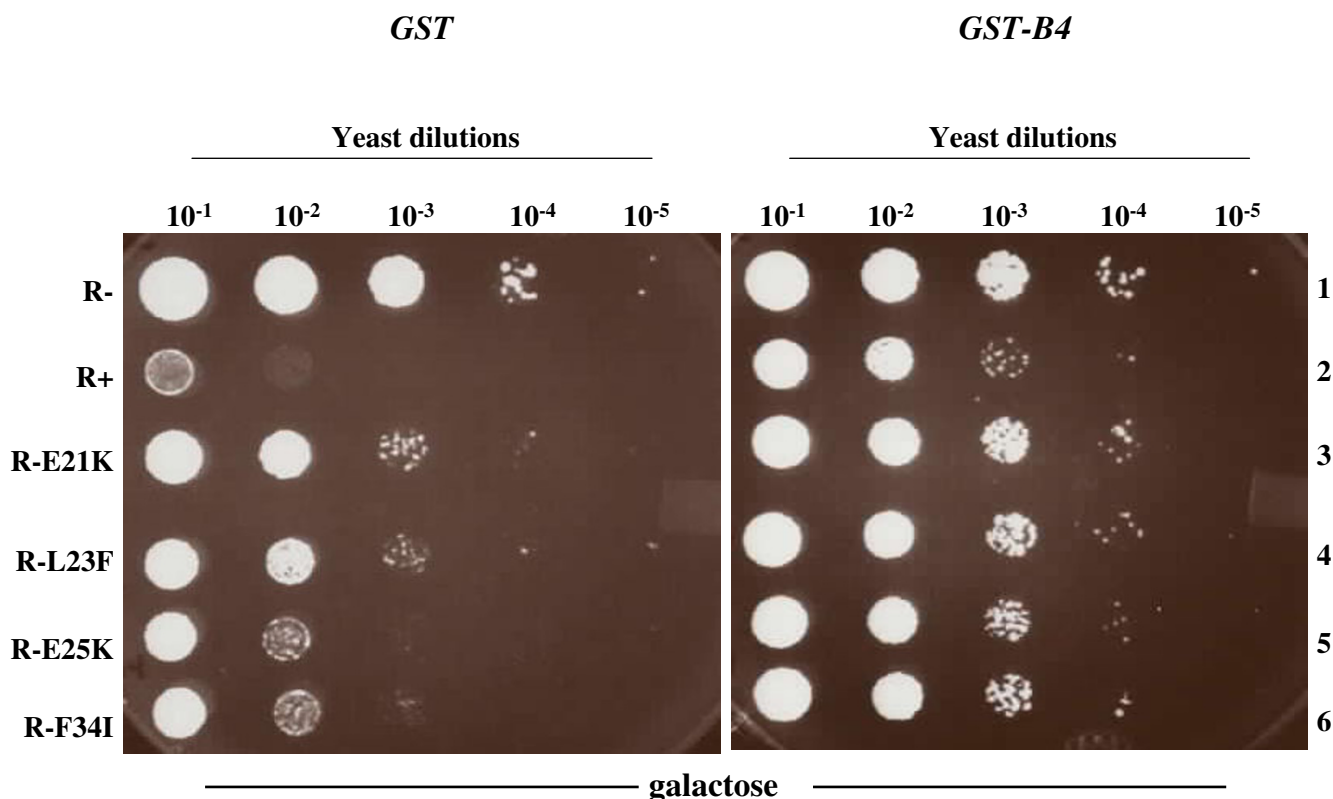 GST GST-B4
Yeast dilutions Yeast dilutions
10-1 10-2 10-3 10-4 10-5 10-1 10-2 10-3 10-4 10-5
R- 1
R+ 2
R-E21K 3
R-L23F 4
R-E25K 5
R-F34I 6
galactose